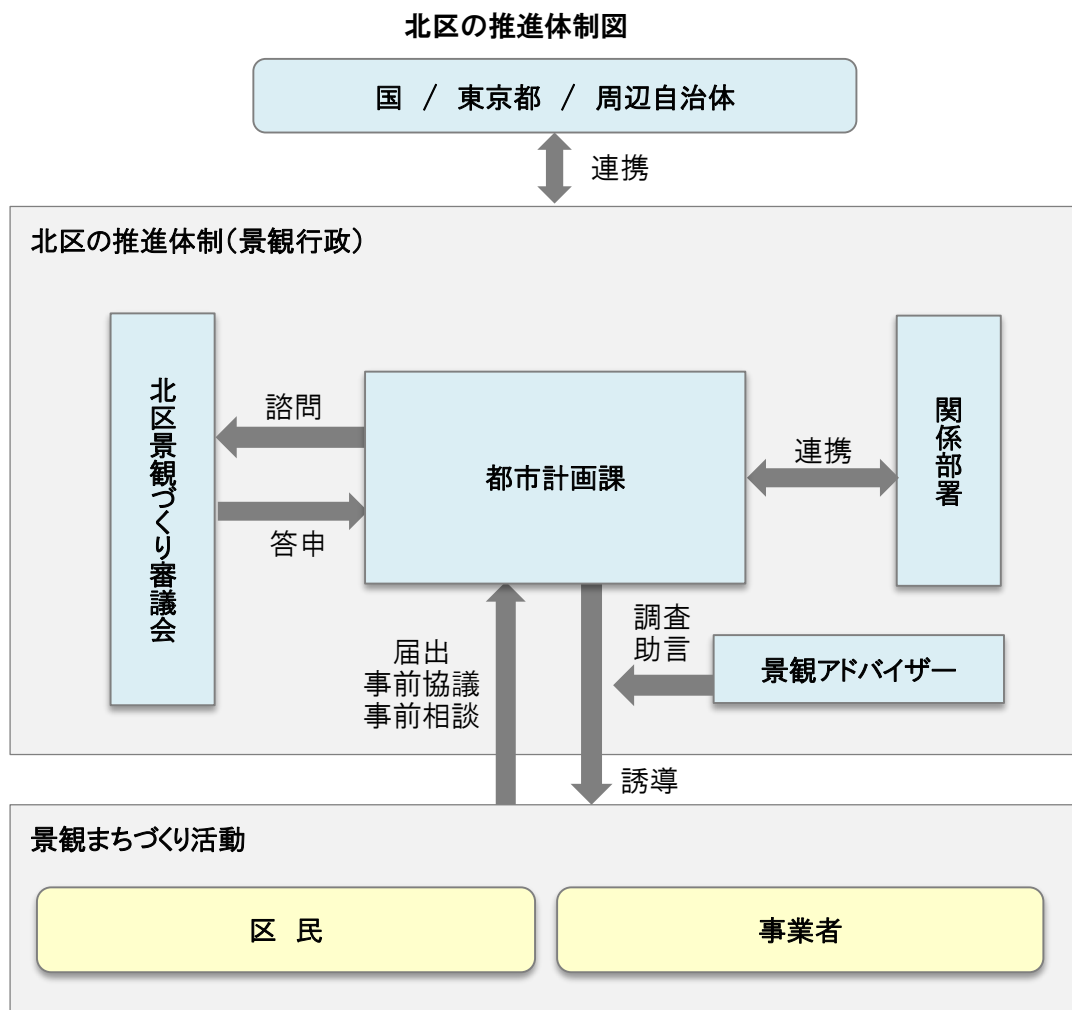 北区の推進体制図
国 / 東京都 / 周辺自治体
連携
北区の推進体制(景観行政)
北区景観づくり審議会
諮問
答申
都市計画課
連携
関係部署
届出
事前協議
事前相談
調査
助言
景観アドバイザー
誘導
景観まちづくり活動
区 民
事業者